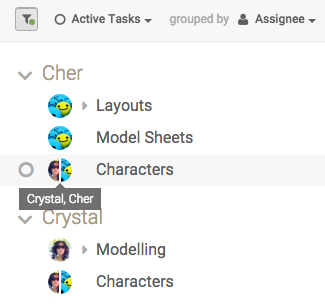 Active Tasks grouped by Assignee
Cher
Layouts
Model Sheets
Characters
Crystal, Cher
Crystal
Modelling
Characters